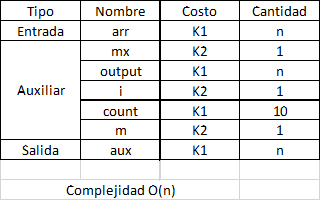 Tipo Nombre Costo Cantidad
Entrada arr K1 n
mx K2 1
output K1 n
Auxiliar i K2 1
count K1 10
m K2 1
Salida aux K1 n
Complejidad O(n)